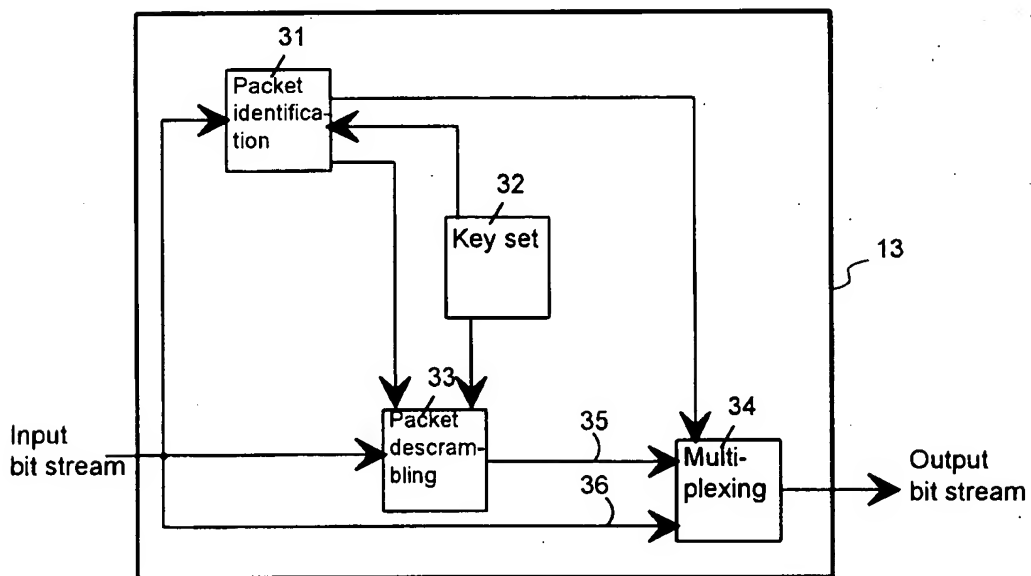 31
Packet
identifica-
tion
32
Key set
13
33
Packet
descram-
bling
Input
bit stream
35
36
34
Multi-
plexing
Output
bit stream